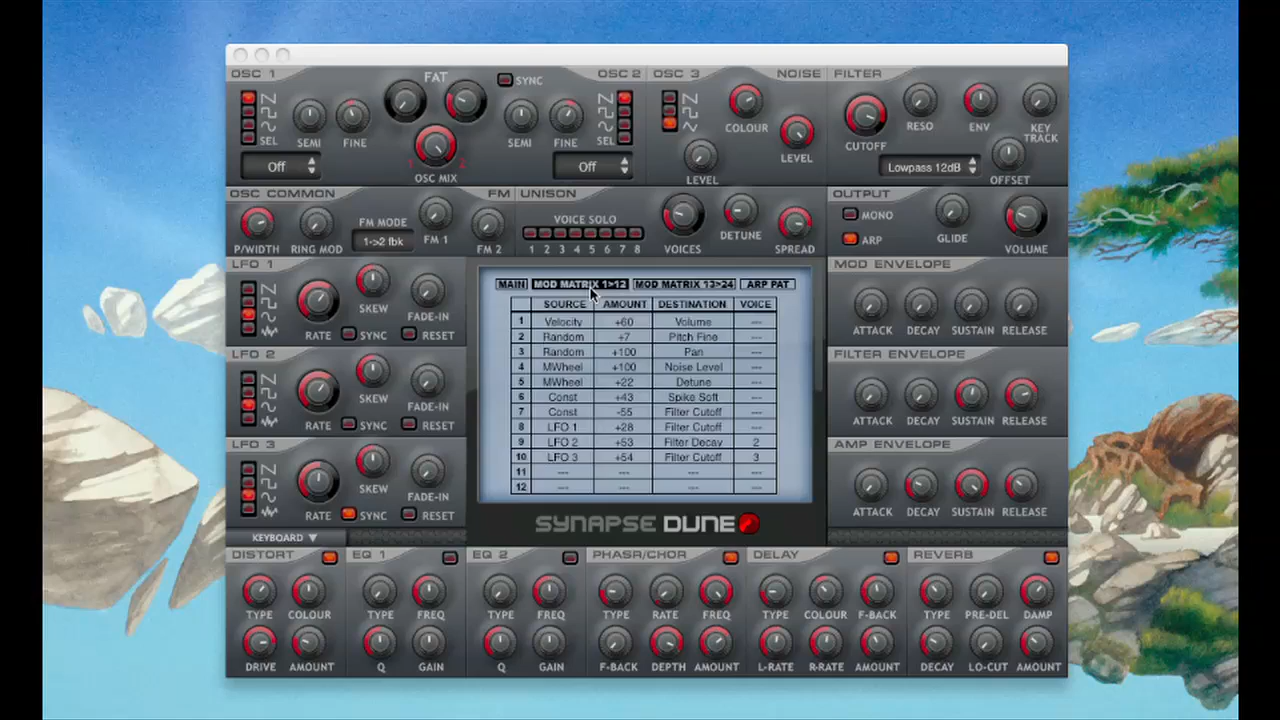 OSC 1
FAT
SYNC
OSC 2
OSC 3
NOISE
FILTER
SEL
SEMI
FINE
OSC MIX
SEMI
FINE
SEL
COLOUR
LEVEL
LEVEL
CUTOFF
RESO
ENV
KEY
TRACK
OFFSET
Off
Off
Lowpass 12dB
OSC COMMON
FM
UNISON
OUTPUT
P/WIDTH
RING MOD
FM MODE
1->2 fbk
FM 1
FM 2
VOICE SOLO
1 2 3 4 5 6 7 8
VOICES
DETUNE
SPREAD
MONO
ARP
GLIDE
VOLUME
LFO 1
RATE
SKEW
FADE-IN
SYNC
RESET
LFO 2
RATE
SKEW
FADE-IN
SYNC
RESET
LFO 3
RATE
SKEW
FADE-IN
SYNC
RESET
MAIN MOD MATRIX 1>12 MOD MATRIX 13>24 ARP PAT
SOURCE AMOUNT DESTINATION VOICE
1 Velocity +60 Volume ---
2 Random +7 Pitch Fine ---
3 Random +100 Pan ---
4 MWheel +100 Noise Level ---
5 MWheel +22 Detune ---
6 Const +43 Spike Soft ---
7 Const -55 Filter Cutoff ---
8 LFO 1 +28 Filter Cutoff ---
9 LFO 2 +53 Filter Decay 2
10 LFO 3 +54 Filter Cutoff 3
11 --- --- --- ---
12 --- --- --- ---
SYNAPSE DUNE
MOD ENVELOPE
ATTACK DECAY SUSTAIN RELEASE
FILTER ENVELOPE
ATTACK DECAY SUSTAIN RELEASE
AMP ENVELOPE
ATTACK DECAY SUSTAIN RELEASE
KEYBOARD ▼
DISTORT
TYPE COLOUR
DRIVE AMOUNT
EQ 1
TYPE FREQ
Q GAIN
EQ 2
TYPE FREQ
Q GAIN
PHASR/CHOR
TYPE RATE FREQ
F-BACK DEPTH AMOUNT
DELAY
TYPE COLOUR F-BACK
L-RATE R-RATE AMOUNT
REVERB
TYPE PRE-DEL DAMP
DECAY LO-CUT AMOUNT